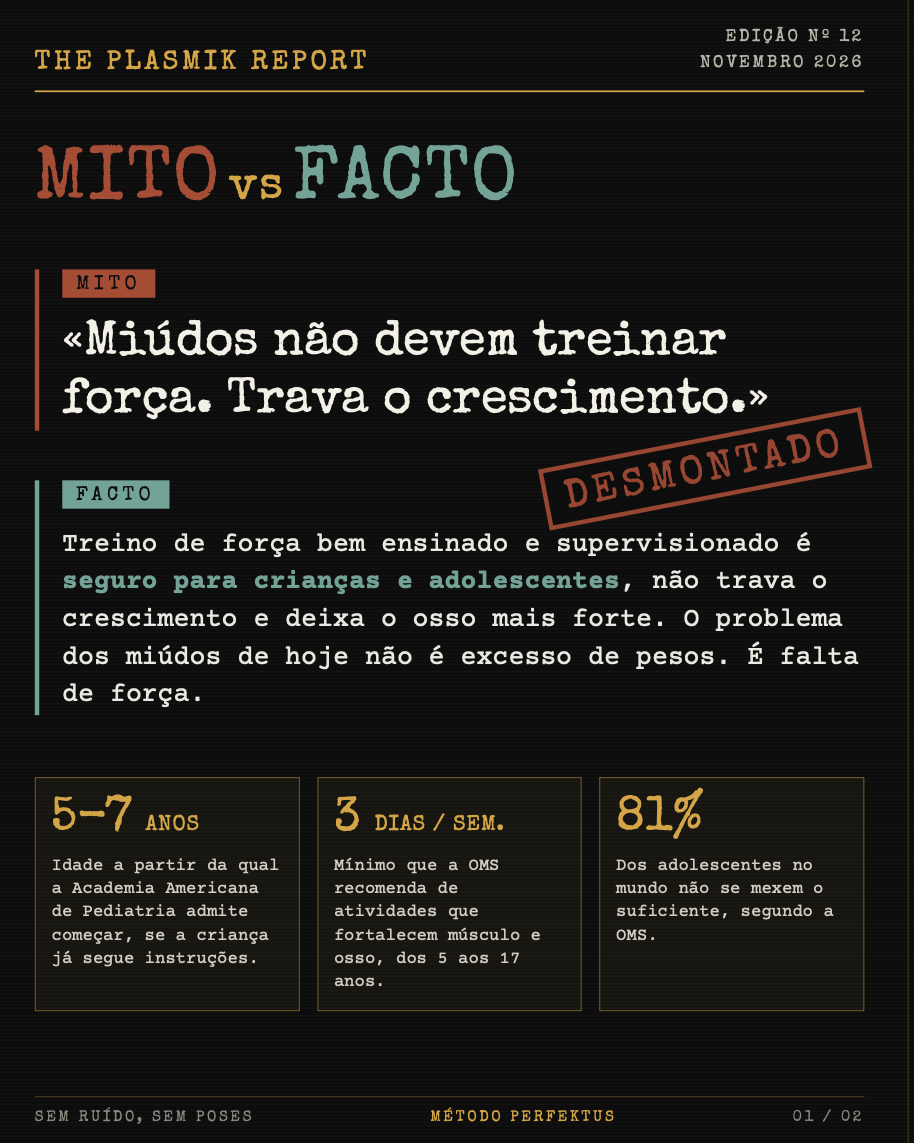 THE PLASMIK REPORT
EDIÇÃO Nº 12
NOVEMBRO 2026
MITO vs FACTO
MITO
«Miúdos não devem treinar
força. Trava o crescimento.»
DESMONTADO
FACTO
Treino de força bem ensinado e supervisionado é
seguro para crianças e adolescentes, não trava o
crescimento e deixa o osso mais forte. O problema
dos miúdos de hoje não é excesso de pesos. É falta
de força.
5–7 ANOS
Idade a partir da qual
a Academia Americana
de Pediatria admite
começar, se a criança
já segue instruções.
3 DIAS / SEM.
Mínimo que a OMS
recomenda de
atividades que
fortalecem músculo e
osso, dos 5 aos 17
anos.
81%
Dos adolescentes no
mundo não se mexem o
suficiente, segundo a
OMS.
SEM RUÍDO, SEM POSES
MÉTODO PERFEKTUS
01 / 02